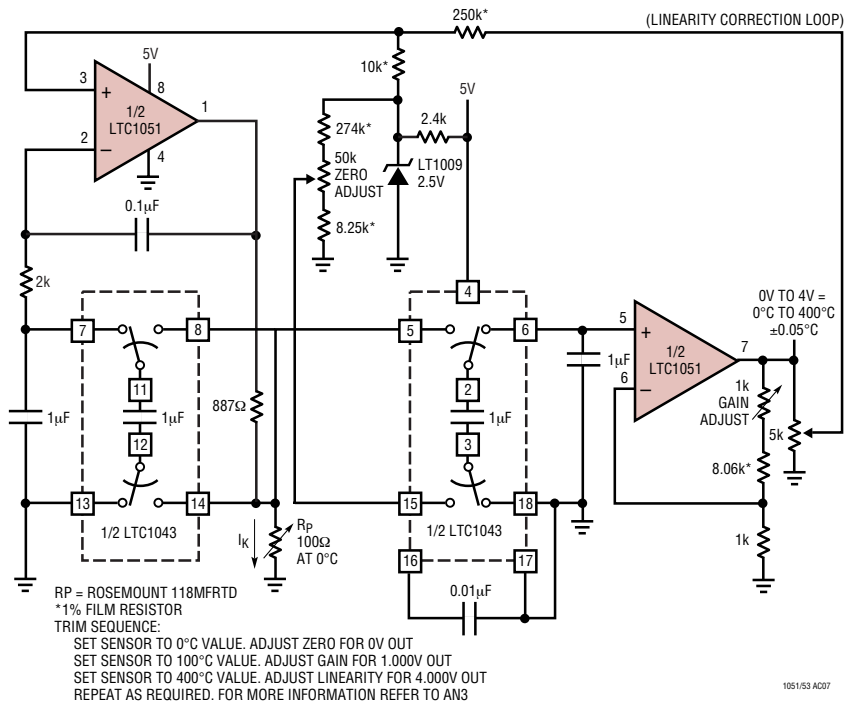 250k*
(LINEARITY CORRECTION LOOP)
10k*
5V
3
+
8
1/2
LTC1051
1
2
–
4
5V
274k*
2.4k
50k
ZERO
ADJUST
LT1009
2.5V
8.25k*
0.1µF
2k
4
0V TO 4V =
0°C TO 400°C
±0.05°C
7
8
5
6
5
+
1/2
LTC1051
7
6
–
11
1µF
12
1µF
887Ω
2
1µF
3
1µF
1k
GAIN
ADJUST
5k
8.06k*
13
14
15
18
1/2 LTC1043
1/2 LTC1043
IK
RP
100Ω
AT 0°C
1k
16
17
0.01µF
RP = ROSEMOUNT 118MFRTD
*1% FILM RESISTOR
TRIM SEQUENCE:
SET SENSOR TO 0°C VALUE. ADJUST ZERO FOR 0V OUT
SET SENSOR TO 100°C VALUE. ADJUST GAIN FOR 1.000V OUT
SET SENSOR TO 400°C VALUE. ADJUST LINEARITY FOR 4.000V OUT
REPEAT AS REQUIRED. FOR MORE INFORMATION REFER TO AN3
1051/53 AC07